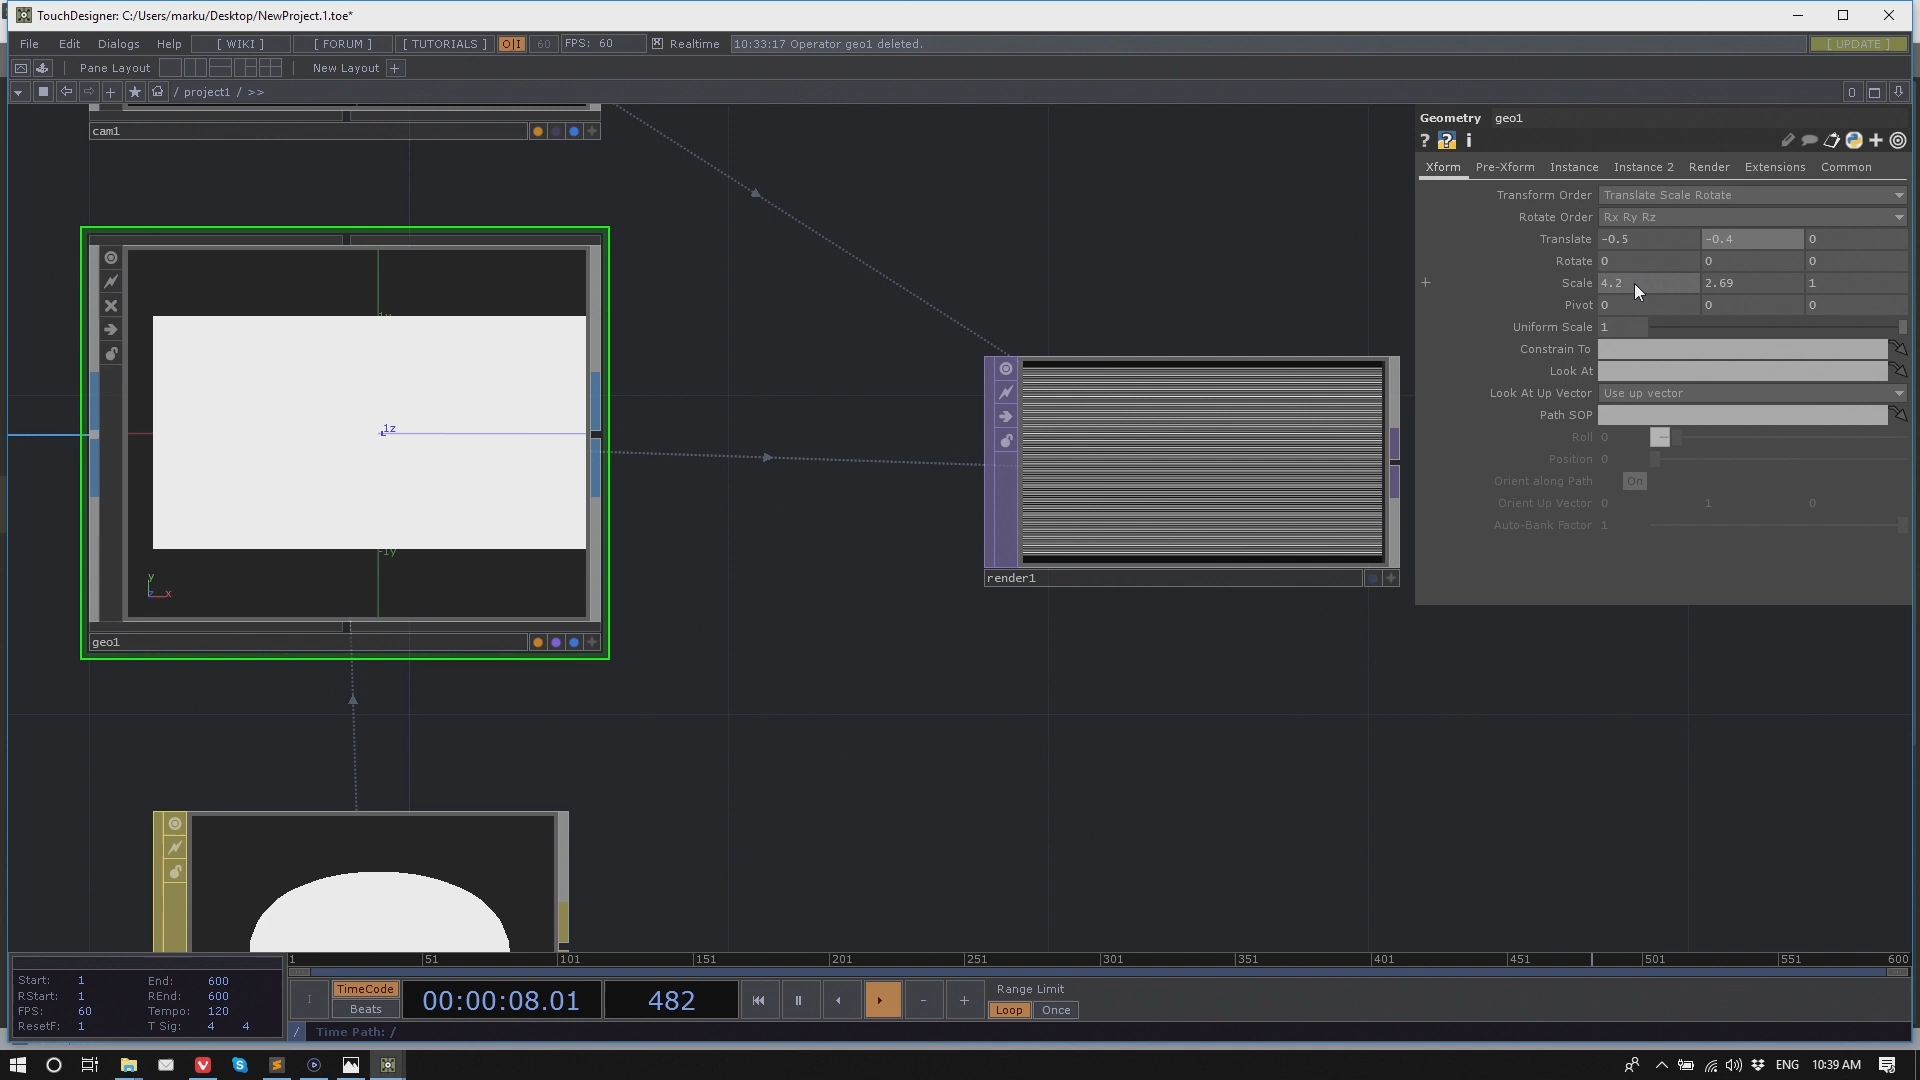 TouchDesigner: C:/Users/marku/Desktop/NewProject.1.toe*
File Edit Dialogs Help [ WIKI ] [ FORUM ] [ TUTORIALS ] O|I 60 FPS: 60 Realtime 10:33:17 Operator geo1 deleted. [ UPDATE ]
Pane Layout New Layout +
/ project1 / >> 0
cam1
Geometry geo1
? ? i
Xform Pre-Xform Instance Instance 2 Render Extensions Common
Transform Order Translate Scale Rotate
Rotate Order Rx Ry Rz
Translate -0.5 -0.4 0
Rotate 0 0 0
Scale 4.2 2.69 1
Pivot 0 0 0
Uniform Scale 1
Constrain To
Look At
Look At Up Vector Use up vector
Path SOP
Roll 0
Position 0
Orient along Path On
Orient Up Vector 0 1 0
Auto-Bank Factor 1
1z
-1y
y
z x
geo1
render1
1 51 101 151 201 251 301 351 401 451 501 551 600
Start: 1 End: 600
RStart: 1 REnd: 600
FPS: 60 Tempo: 120
ResetF: 1 T Sig: 4 4
TimeCode
Beats
00:00:08.01
482
- +
Range Limit
Loop Once
/ Time Path: /
ENG 10:39 AM